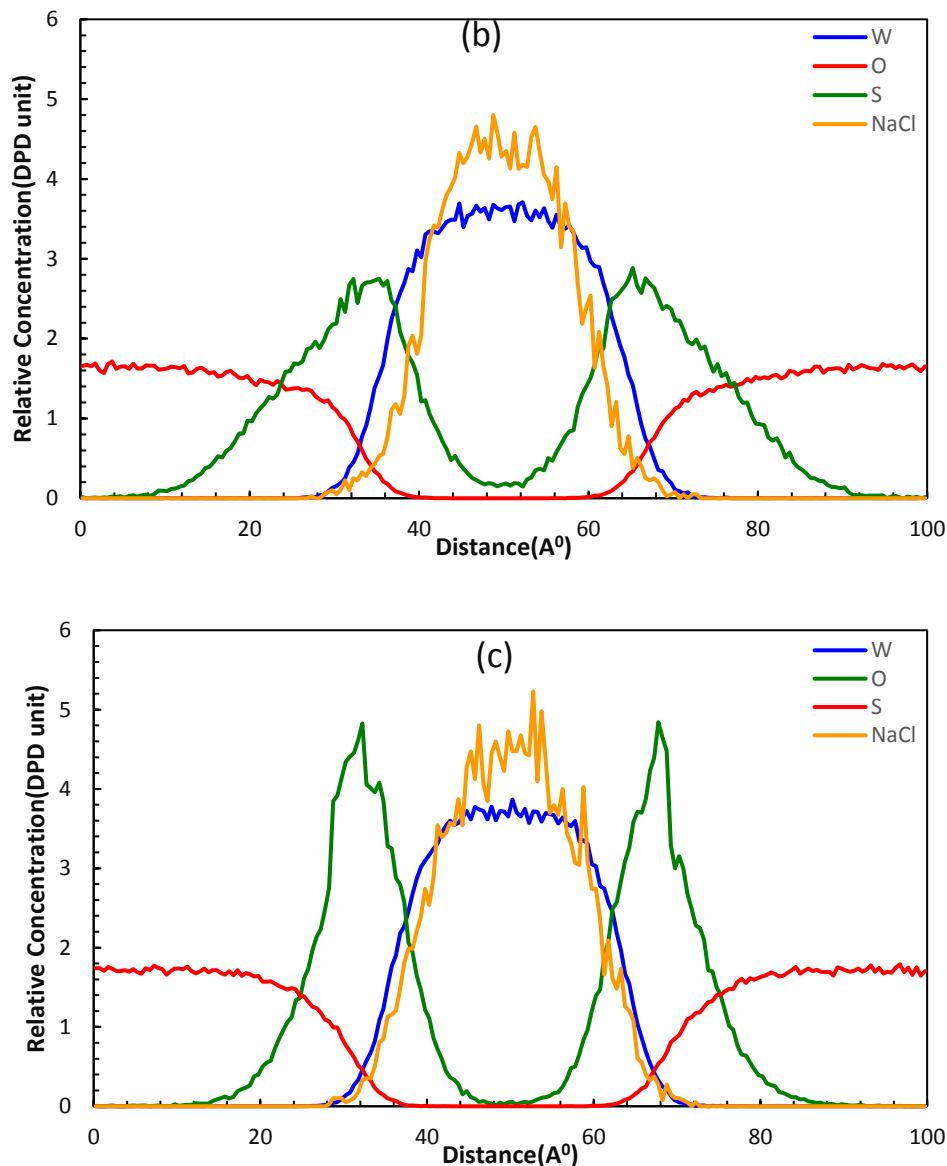 (b)
W
O
S
NaCl
Relative Concentration(DPD unit)
6
5
4
3
2
1
0
0 20 40 60 80 100
Distance(A⁰)
(c)
W
O
S
NaCl
Relative Concentration(DPD unit)
6
5
4
3
2
1
0
0 20 40 60 80 100
Distance(A⁰)